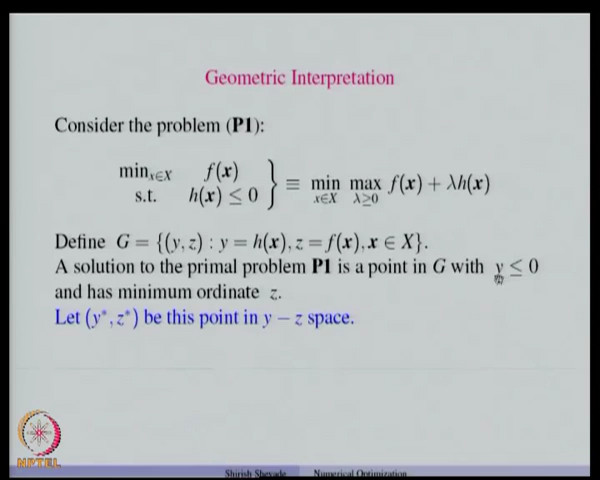 Geometric Interpretation
Consider the problem (P1):
min_{x∈X} f(x)
s.t. h(x) ≤ 0 } ≡ min_{x∈X} max_{λ≥0} f(x) + λh(x)
Define G = {(y, z) : y = h(x), z = f(x), x ∈ X}.
A solution to the primal problem P1 is a point in G with y ≤ 0
and has minimum ordinate z.
Let (y*, z*) be this point in y − z space.
NPTEL
Shirish Shevade Numerical Optimization